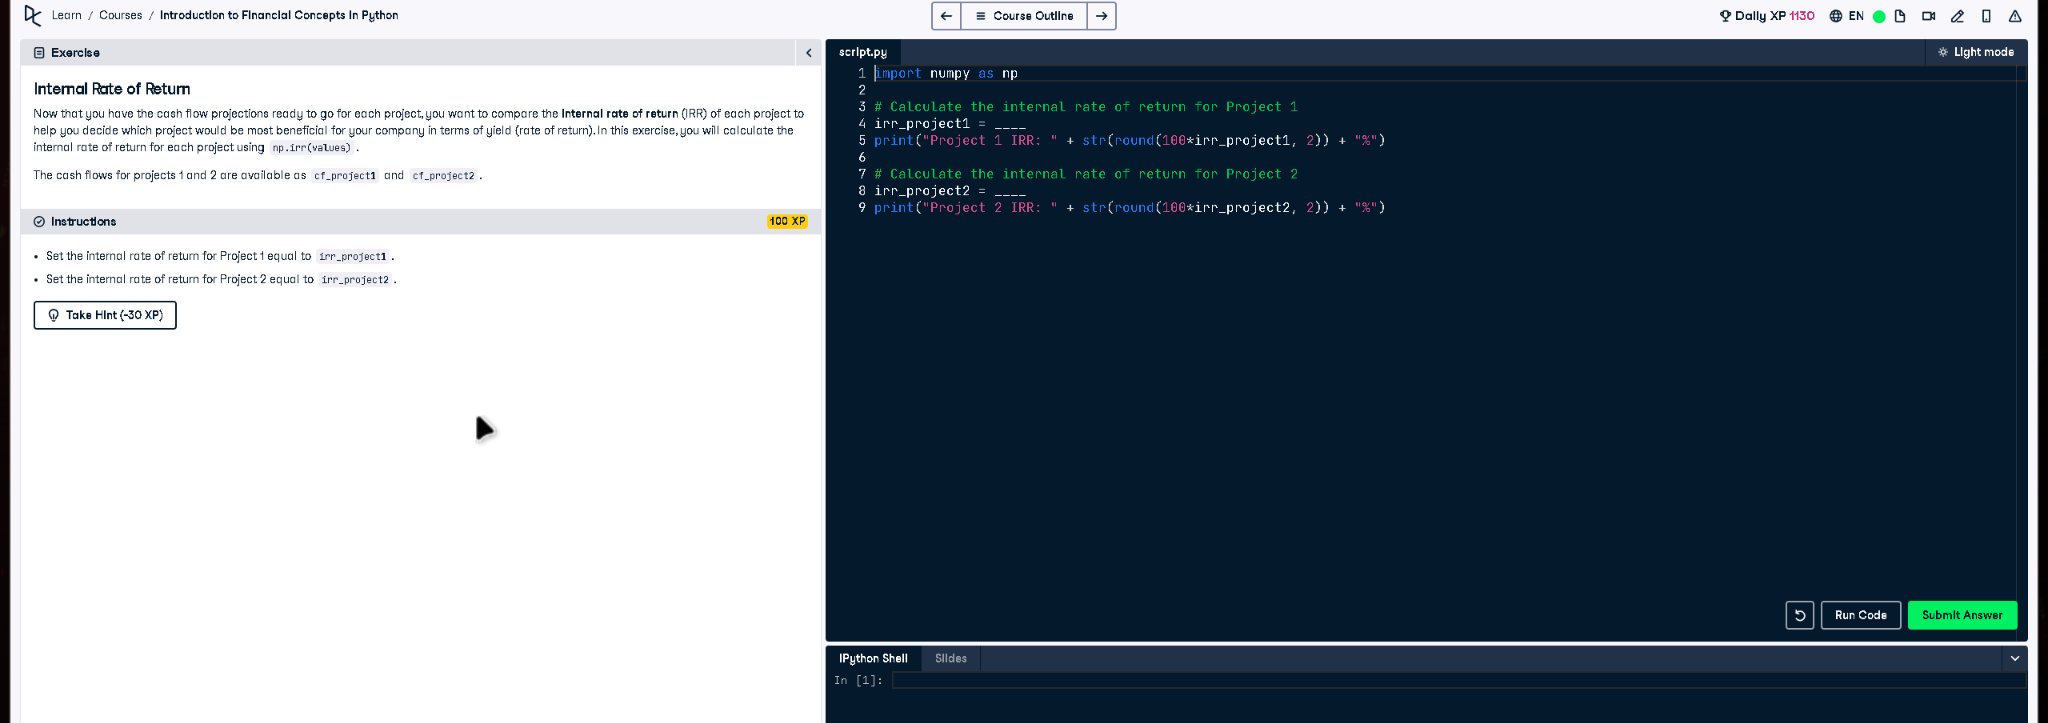 Learn / Courses / Introduction to Financial Concepts in Python
Course Outline
Daily XP 1130
EN
Exercise
Internal Rate of Return
Now that you have the cash flow projections ready to go for each project, you want to compare the internal rate of return (IRR) of each project to
help you decide which project would be most beneficial for your company in terms of yield (rate of return). In this exercise, you will calculate the
internal rate of return for each project using np.irr(values).
The cash flows for projects 1 and 2 are available as cf_project1 and cf_project2.
Instructions
100 XP
• Set the internal rate of return for Project 1 equal to irr_project1.
• Set the internal rate of return for Project 2 equal to irr_project2.
Take Hint (-30 XP)
script.py
Light mode
1 import numpy as np
2
3 # Calculate the internal rate of return for Project 1
4 irr_project1 = ____
5 print("Project 1 IRR: " + str(round(100*irr_project1, 2)) + "%")
6
7 # Calculate the internal rate of return for Project 2
8 irr_project2 = ____
9 print("Project 2 IRR: " + str(round(100*irr_project2, 2)) + "%")
Run Code
Submit Answer
IPython Shell
Slides
In [1]: